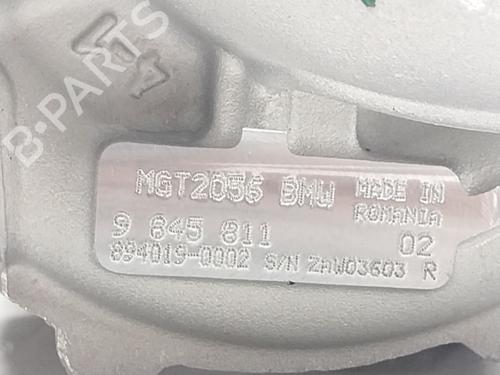 B-PARTS
MGT2056 BMW MADE IN ROMANIA
9 845 811 02
894019-0002 S/N ZAW03603 R